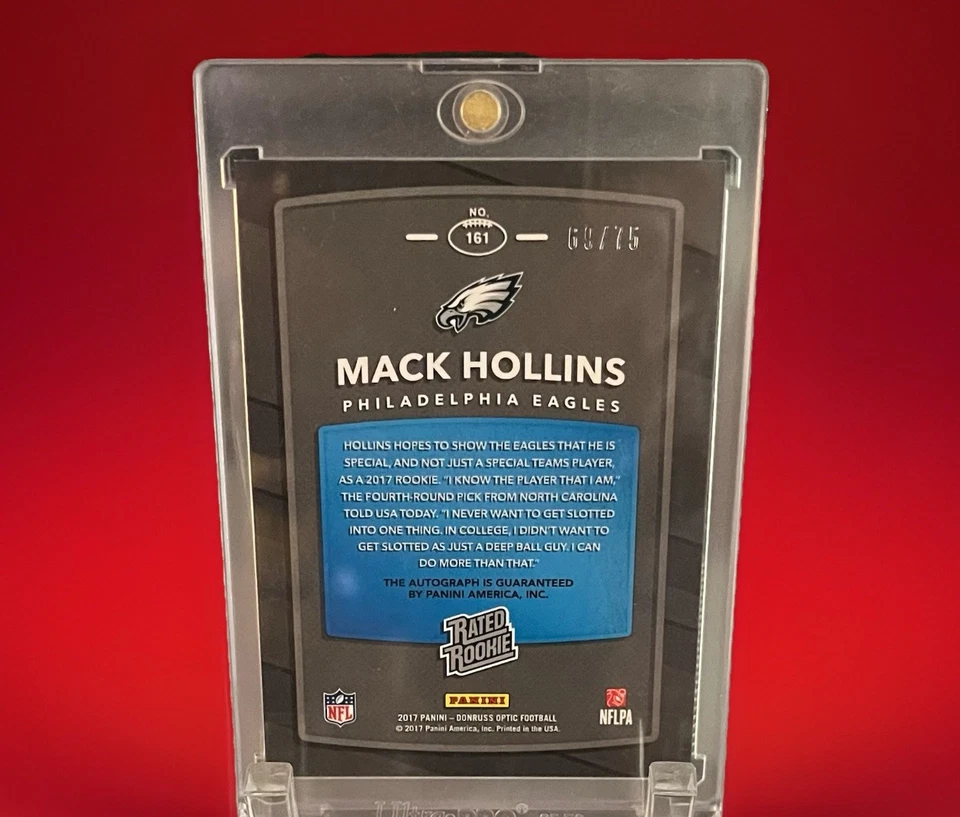 NO.
161
69/75
MACK HOLLINS
PHILADELPHIA EAGLES
HOLLINS HOPES TO SHOW THE EAGLES THAT HE IS
SPECIAL, AND NOT JUST A SPECIAL TEAMS PLAYER,
AS A 2017 ROOKIE. "I KNOW THE PLAYER THAT I AM,"
THE FOURTH-ROUND PICK FROM NORTH CAROLINA
TOLD USA TODAY. "I NEVER WANT TO GET SLOTTED
INTO ONE THING. IN COLLEGE, I DIDN'T WANT TO
GET SLOTTED AS JUST A DEEP BALL GUY. I CAN
DO MORE THAN THAT."
THE AUTOGRAPH IS GUARANTEED
BY PANINI AMERICA, INC.
RATED
ROOKIE
NFL
PANINI
NFLPA
2017 PANINI – DONRUSS OPTIC FOOTBALL
© 2017 Panini America, Inc. Printed in the USA.